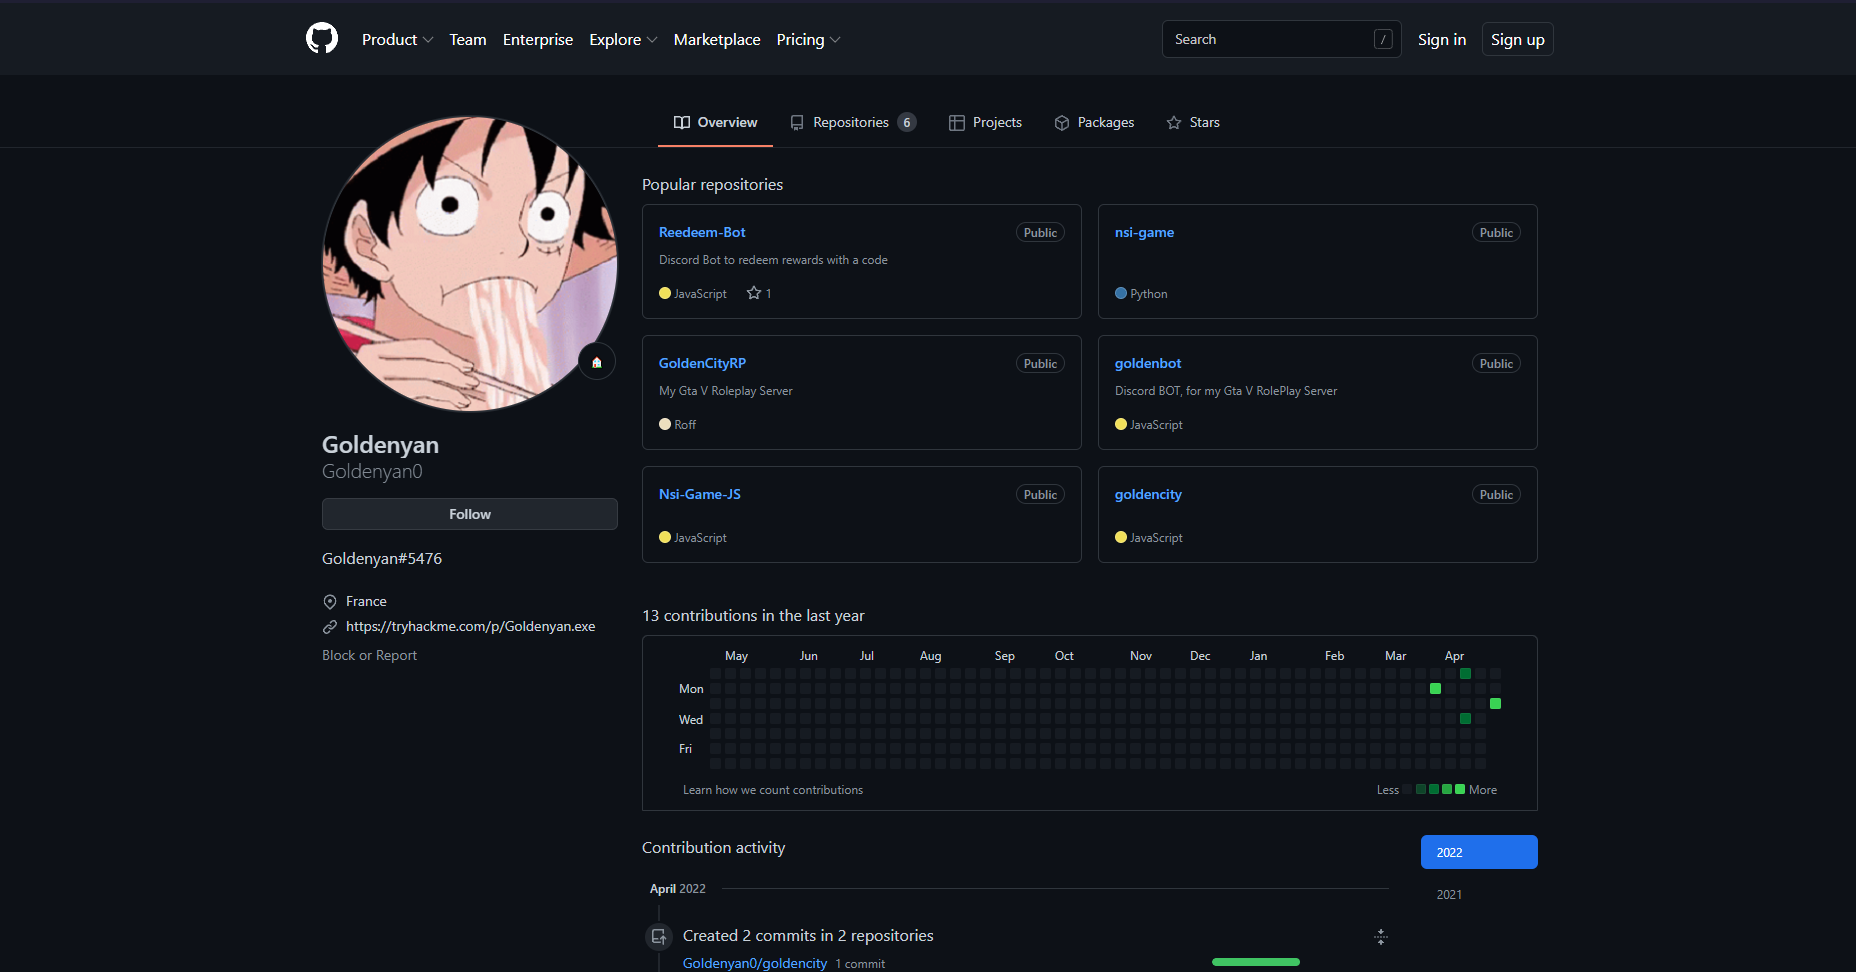 Product Team Enterprise Explore Marketplace Pricing Search / Sign in Sign up
Overview Repositories 6 Projects Packages Stars
Goldenyan
Goldenyan0
Follow
Goldenyan#5476
France
https://tryhackme.com/p/Goldenyan.exe
Block or Report
Popular repositories
Reedeem-Bot Public
Discord Bot to redeem rewards with a code
JavaScript 1
nsi-game Public
Python
GoldenCityRP Public
My Gta V Roleplay Server
Roff
goldenbot Public
Discord BOT, for my Gta V RolePlay Server
JavaScript
Nsi-Game-JS Public
JavaScript
goldencity Public
JavaScript
13 contributions in the last year
May Jun Jul Aug Sep Oct Nov Dec Jan Feb Mar Apr
Mon
Wed
Fri
Learn how we count contributions Less More
Contribution activity
2022
2021
April 2022
Created 2 commits in 2 repositories
Goldenyan0/goldencity 1 commit